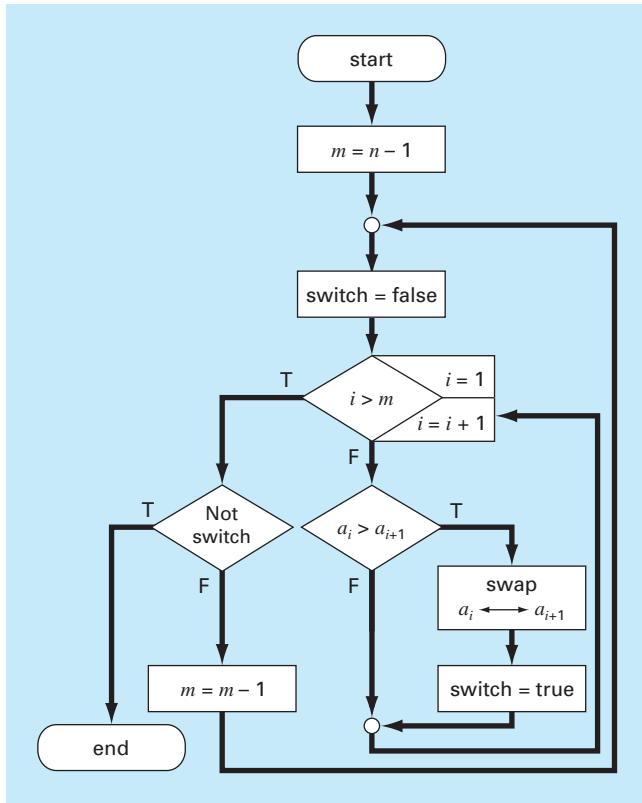 start
m = n – 1
switch = false
T
i = 1
i > m
i = i + 1
F
T
Not
switch
a_i > a_{i+1}
T
F
F
swap
a_i ⟷ a_{i+1}
m = m – 1
switch = true
end